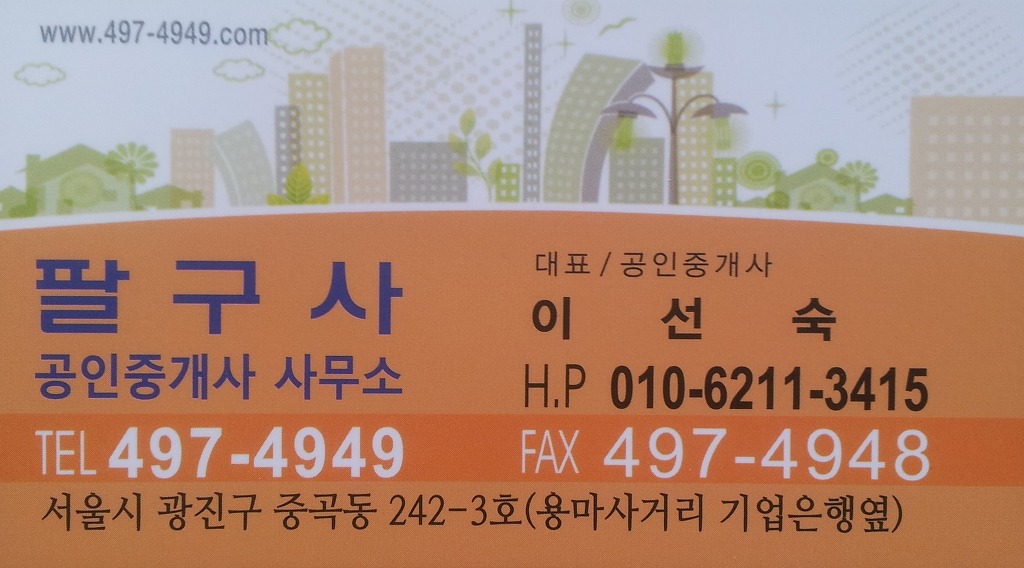 www.497-4949.com
팔구사
공인중개사 사무소
대표 / 공인중개사
이 선 숙
H.P 010-6211-3415
TEL 497-4949
FAX 497-4948
서울시 광진구 중곡동 242-3호(용마사거리 기업은행옆)